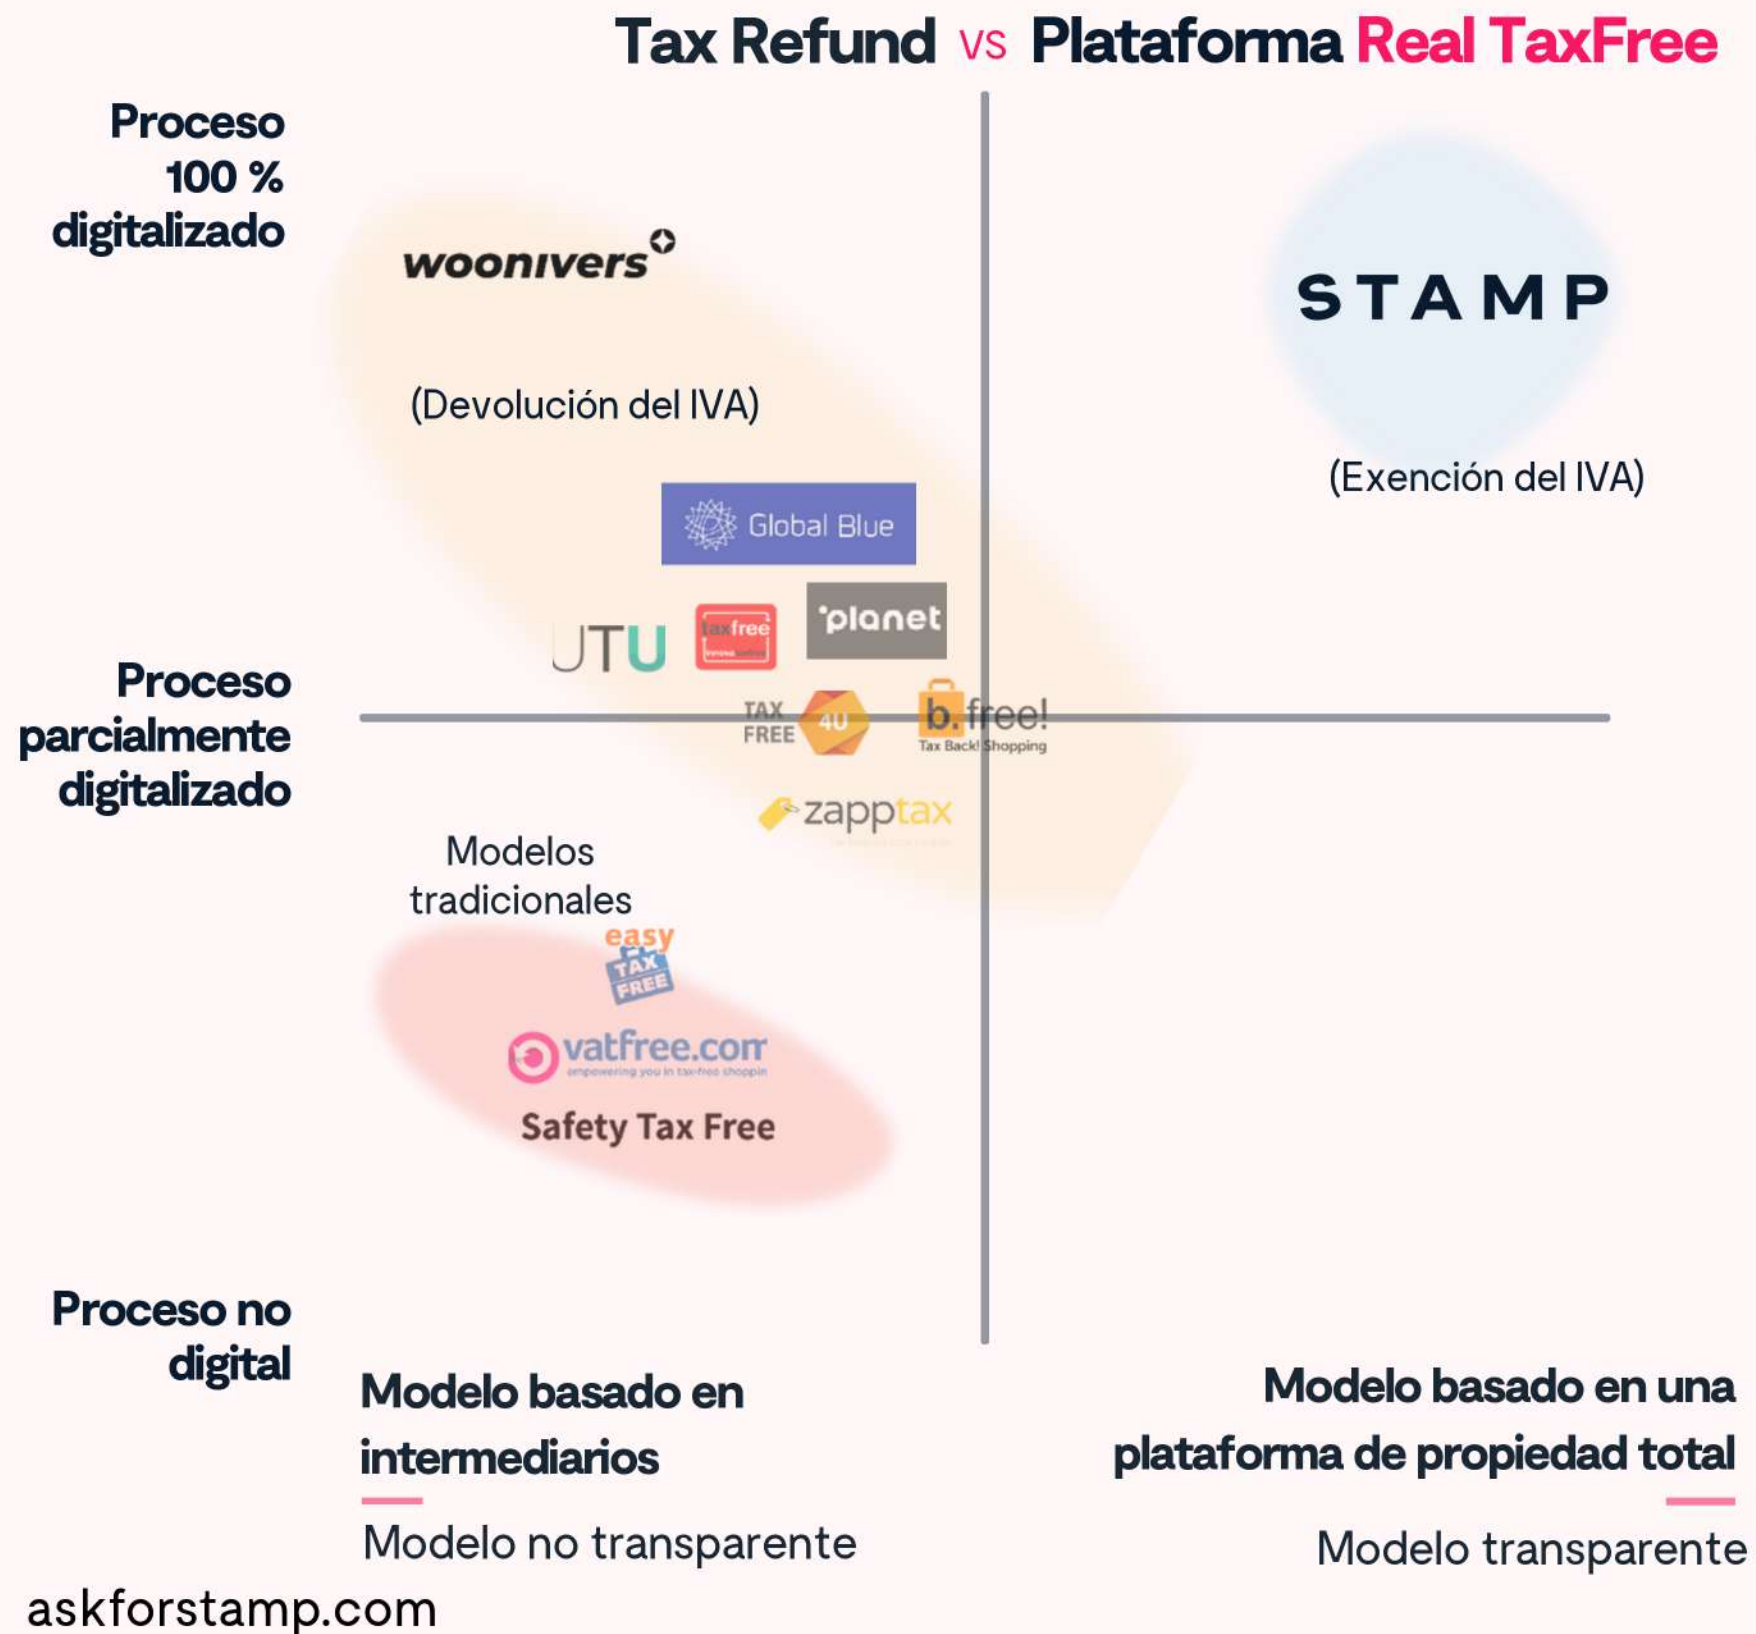 Tax Refund vs Plataforma Real TaxFree
Proceso
100 %
digitalizado
woonivers
STAMP
(Devolución del IVA)
(Exención del IVA)
Global Blue
planet
UTU
taxfree
Proceso
parcialmente
digitalizado
TAX
FREE
4U
b.free!
Tax Back! Shopping
zapptax
Modelos
tradicionales
easy
TAX
FREE
vatfree.com
empowering you in tax-free shoppin
Safety Tax Free
Proceso no
digital
Modelo basado en
intermediarios
Modelo no transparente
Modelo basado en una
plataforma de propiedad total
Modelo transparente
askforstamp.com